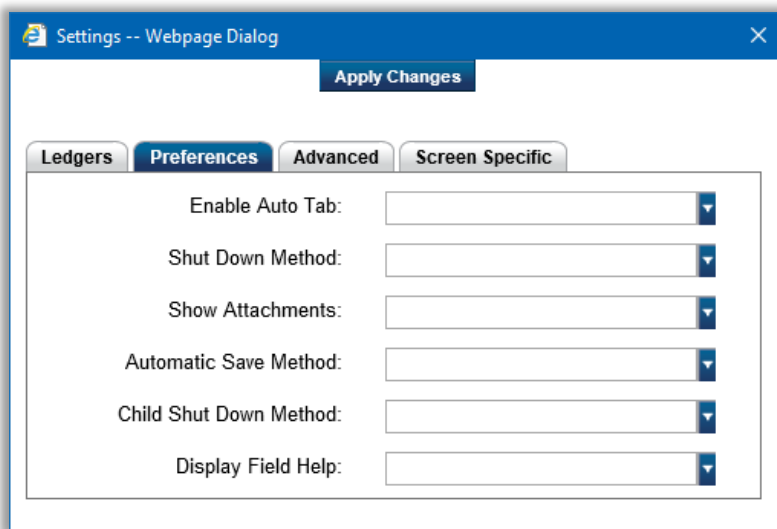 Settings -- Webpage Dialog
Apply Changes
Ledgers Preferences Advanced Screen Specific
Enable Auto Tab:
Shut Down Method:
Show Attachments:
Automatic Save Method:
Child Shut Down Method:
Display Field Help: